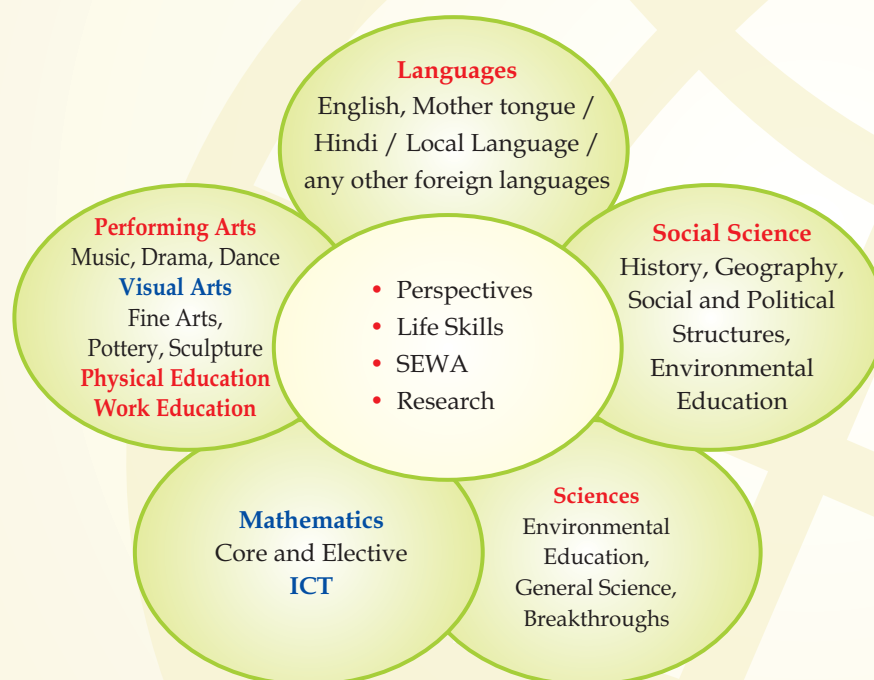 Languages
English, Mother tongue /
Hindi / Local Language /
any other foreign languages
Performing Arts
Music, Drama, Dance
Visual Arts
Fine Arts,
Pottery, Sculpture
Physical Education
Work Education
• Perspectives
• Life Skills
• SEWA
• Research
Social Science
History, Geography,
Social and Political
Structures,
Environmental
Education
Mathematics
Core and Elective
ICT
Sciences
Environmental
Education,
General Science,
Breakthroughs